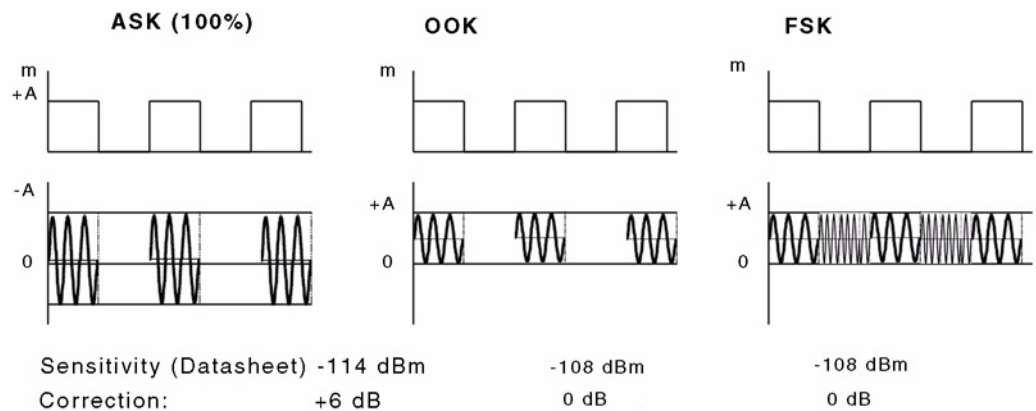 ASK (100%) OOK FSK
m m m
+A
-A +A +A
0 0 0
Sensitivity (Datasheet) -114 dBm -108 dBm -108 dBm
Correction: +6 dB 0 dB 0 dB